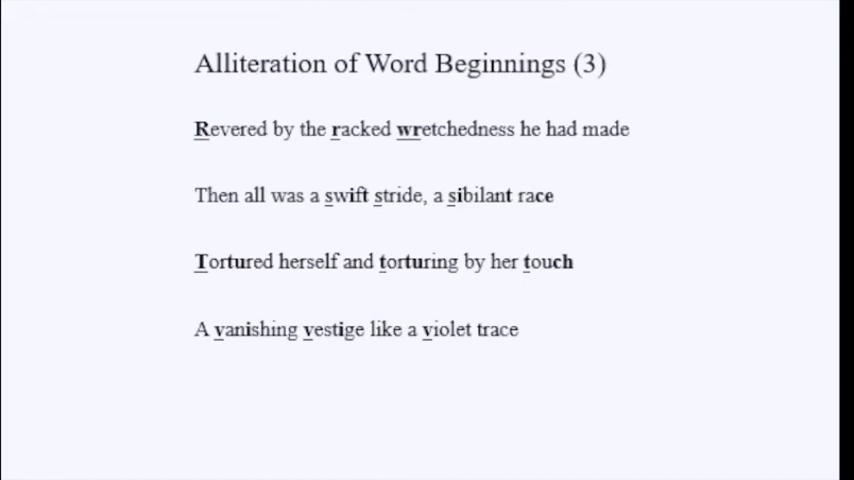 Alliteration of Word Beginnings (3)
Revered by the racked wretchedness he had made
Then all was a swift stride, a sibilant race
Tortured herself and torturing by her touch
A vanishing vestige like a violet trace